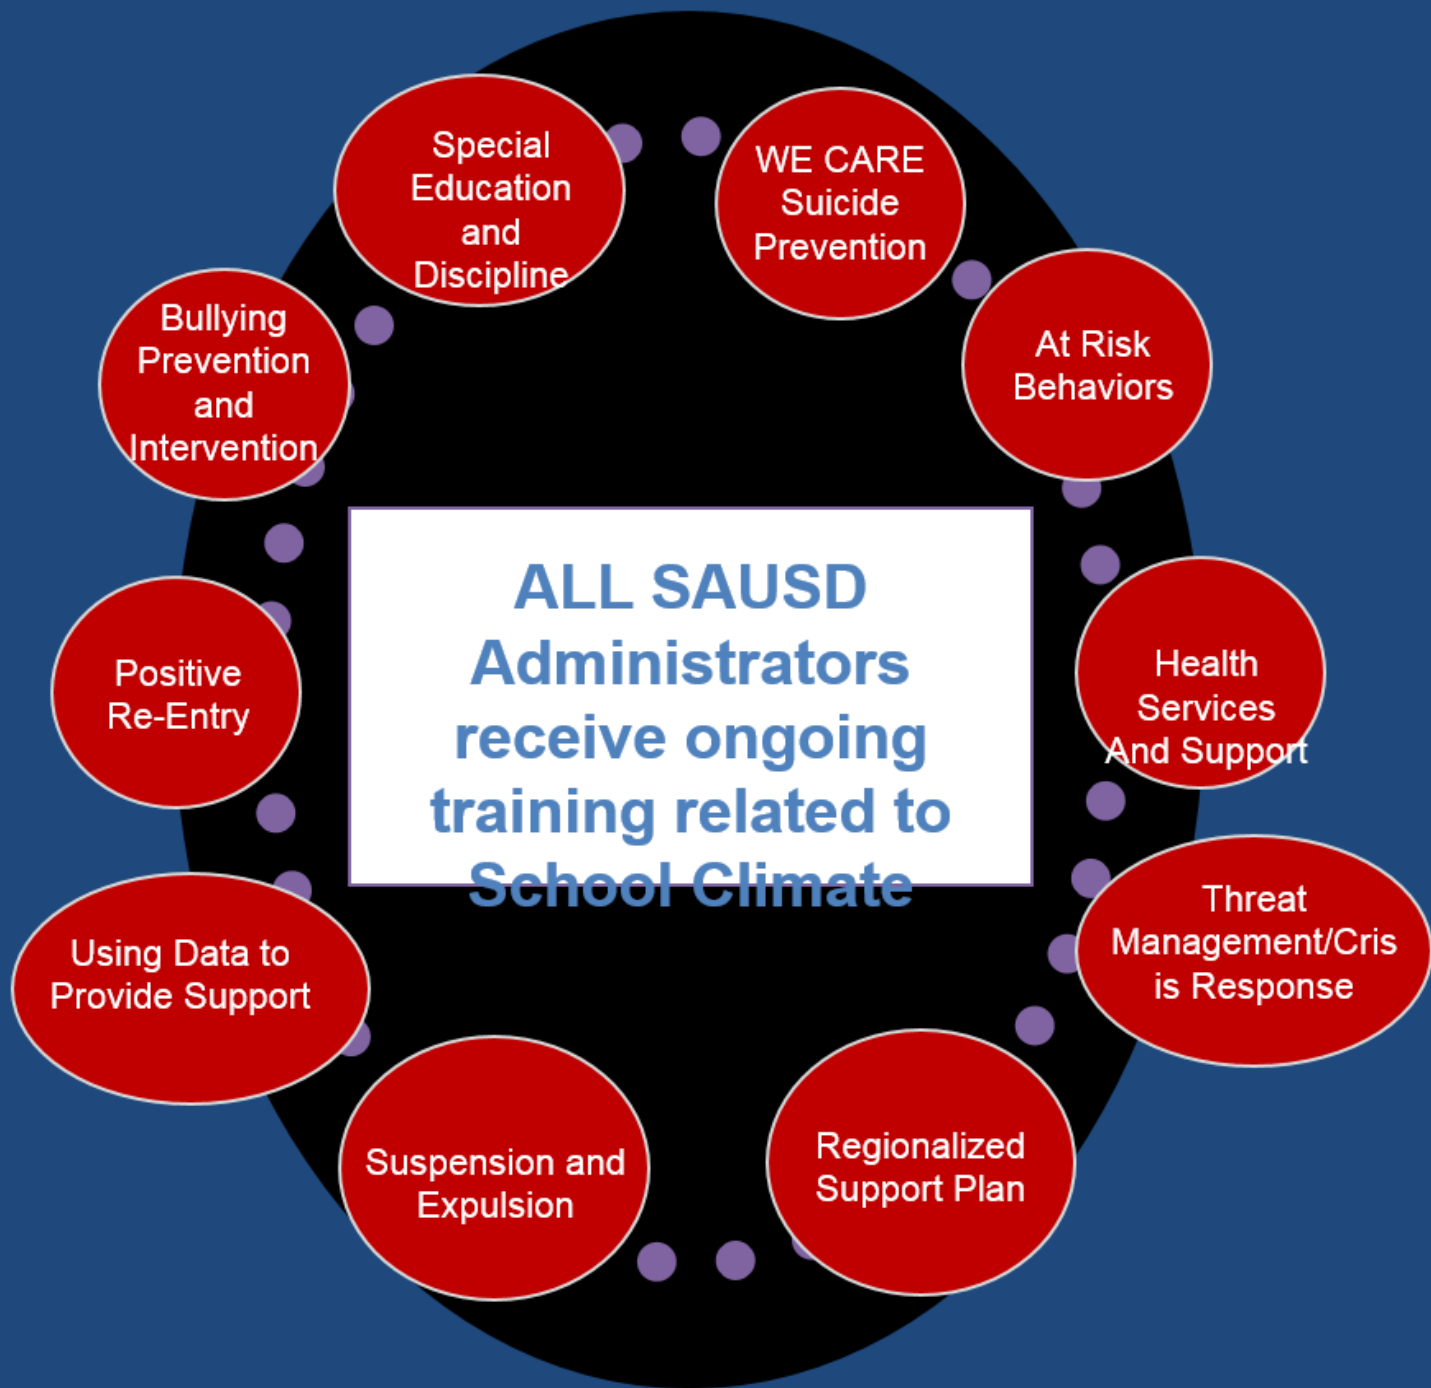 Special
Education
and
Discipline
WE CARE
Suicide
Prevention
Bullying
Prevention
and
Intervention
At Risk
Behaviors
ALL SAUSD
Administrators
receive ongoing
training related to
School Climate
Positive
Re-Entry
Health
Services
And Support
Using Data to
Provide Support
Threat
Management/Cris
is Response
Suspension and
Expulsion
Regionalized
Support Plan